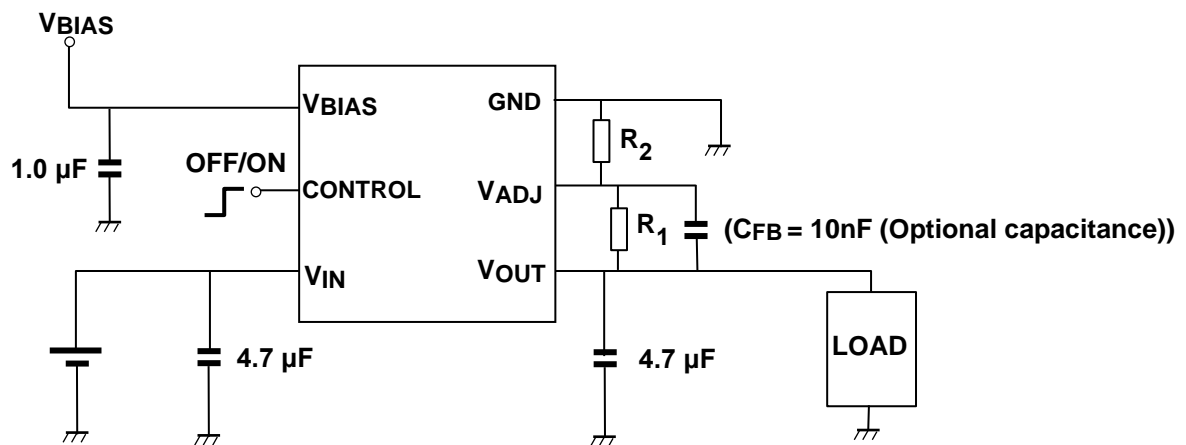 VBIAS
VBIAS
GND
R2
1.0 µF
OFF/ON
CONTROL
VADJ
R1
(CFB = 10nF (Optional capacitance))
VIN
VOUT
4.7 µF
4.7 µF
LOAD